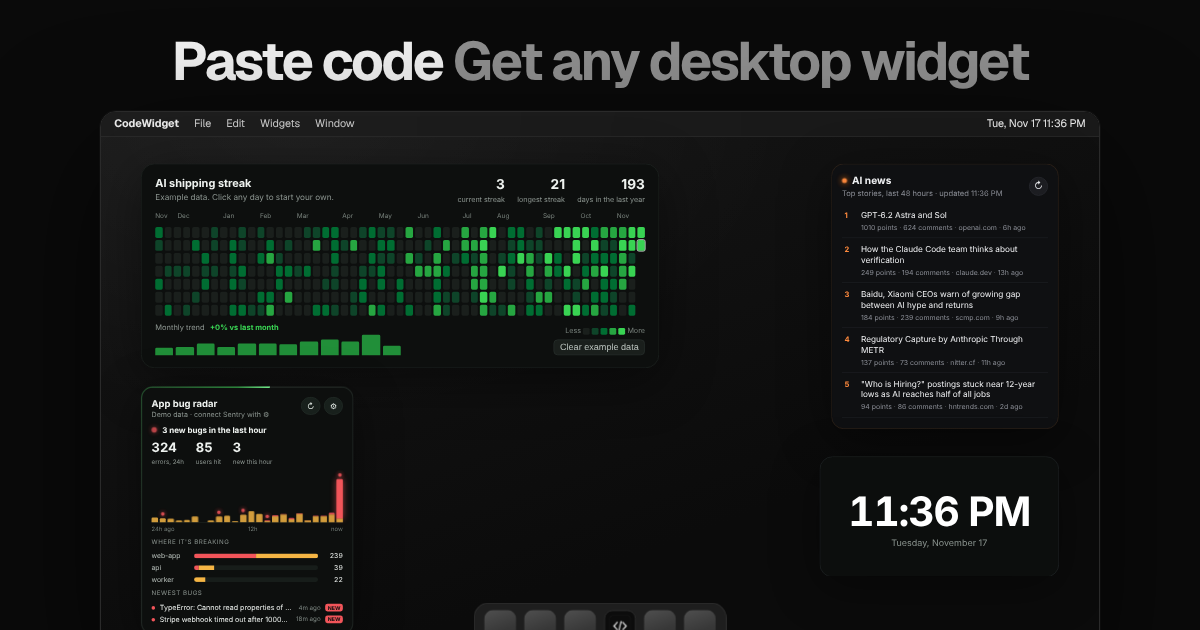 Paste code Get any desktop widget
CodeWidget File Edit Widgets Window
Tue, Nov 17 11:36 PM
AI shipping streak
Example data. Click any day to start your own.
3
current streak
21
longest streak
193
days in the last year
Nov Dec Jan Feb Mar Apr May Jun Jul Aug Sep Oct Nov
Monthly trend +0% vs last month
Less More
Clear example data
App bug radar
Demo data · connect Sentry with ⚙
3 new bugs in the last hour
324
errors, 24h
85
users hit
3
new this hour
24h ago 12h now
WHERE IT'S BREAKING
web-app 239
api 39
worker 22
NEWEST BUGS
TypeError: Cannot read properties of ... 4m ago NEW
Stripe webhook timed out after 1000... 18m ago NEW
AI news
Top stories, last 48 hours · updated 11:36 PM
1 GPT-6.2 Astra and Sol
1010 points · 624 comments · openai.com · 6h ago
2 How the Claude Code team thinks about
verification
249 points · 194 comments · claude.dev · 13h ago
3 Baidu, Xiaomi CEOs warn of growing gap
between AI hype and returns
184 points · 239 comments · scmp.com · 9h ago
4 Regulatory Capture by Anthropic Through
METR
137 points · 73 comments · nitter.cf · 11h ago
5 "Who is Hiring?" postings stuck near 12-year
lows as AI reaches half of all jobs
94 points · 86 comments · hntrends.com · 2d ago
11:36 PM
Tuesday, November 17